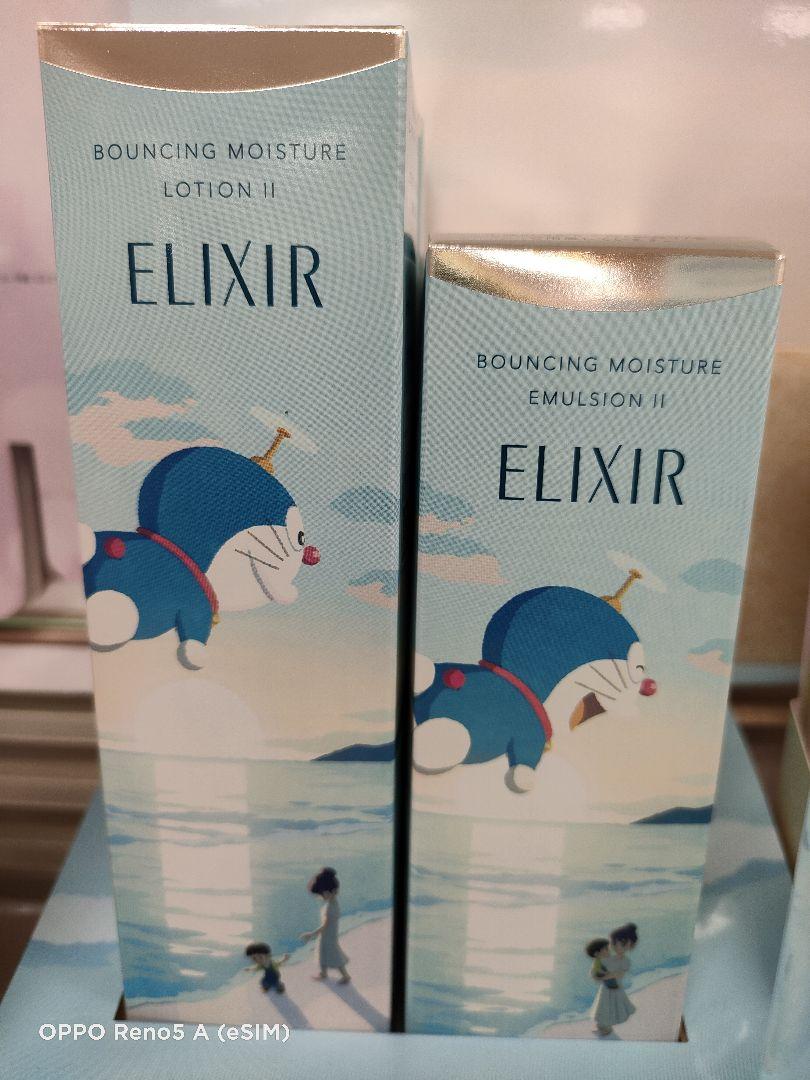 BOUNCING MOISTURE
LOTION II
ELIXIR
BOUNCING MOISTURE
EMULSION II
ELIXIR
OPPO Reno5 A (eSIM)